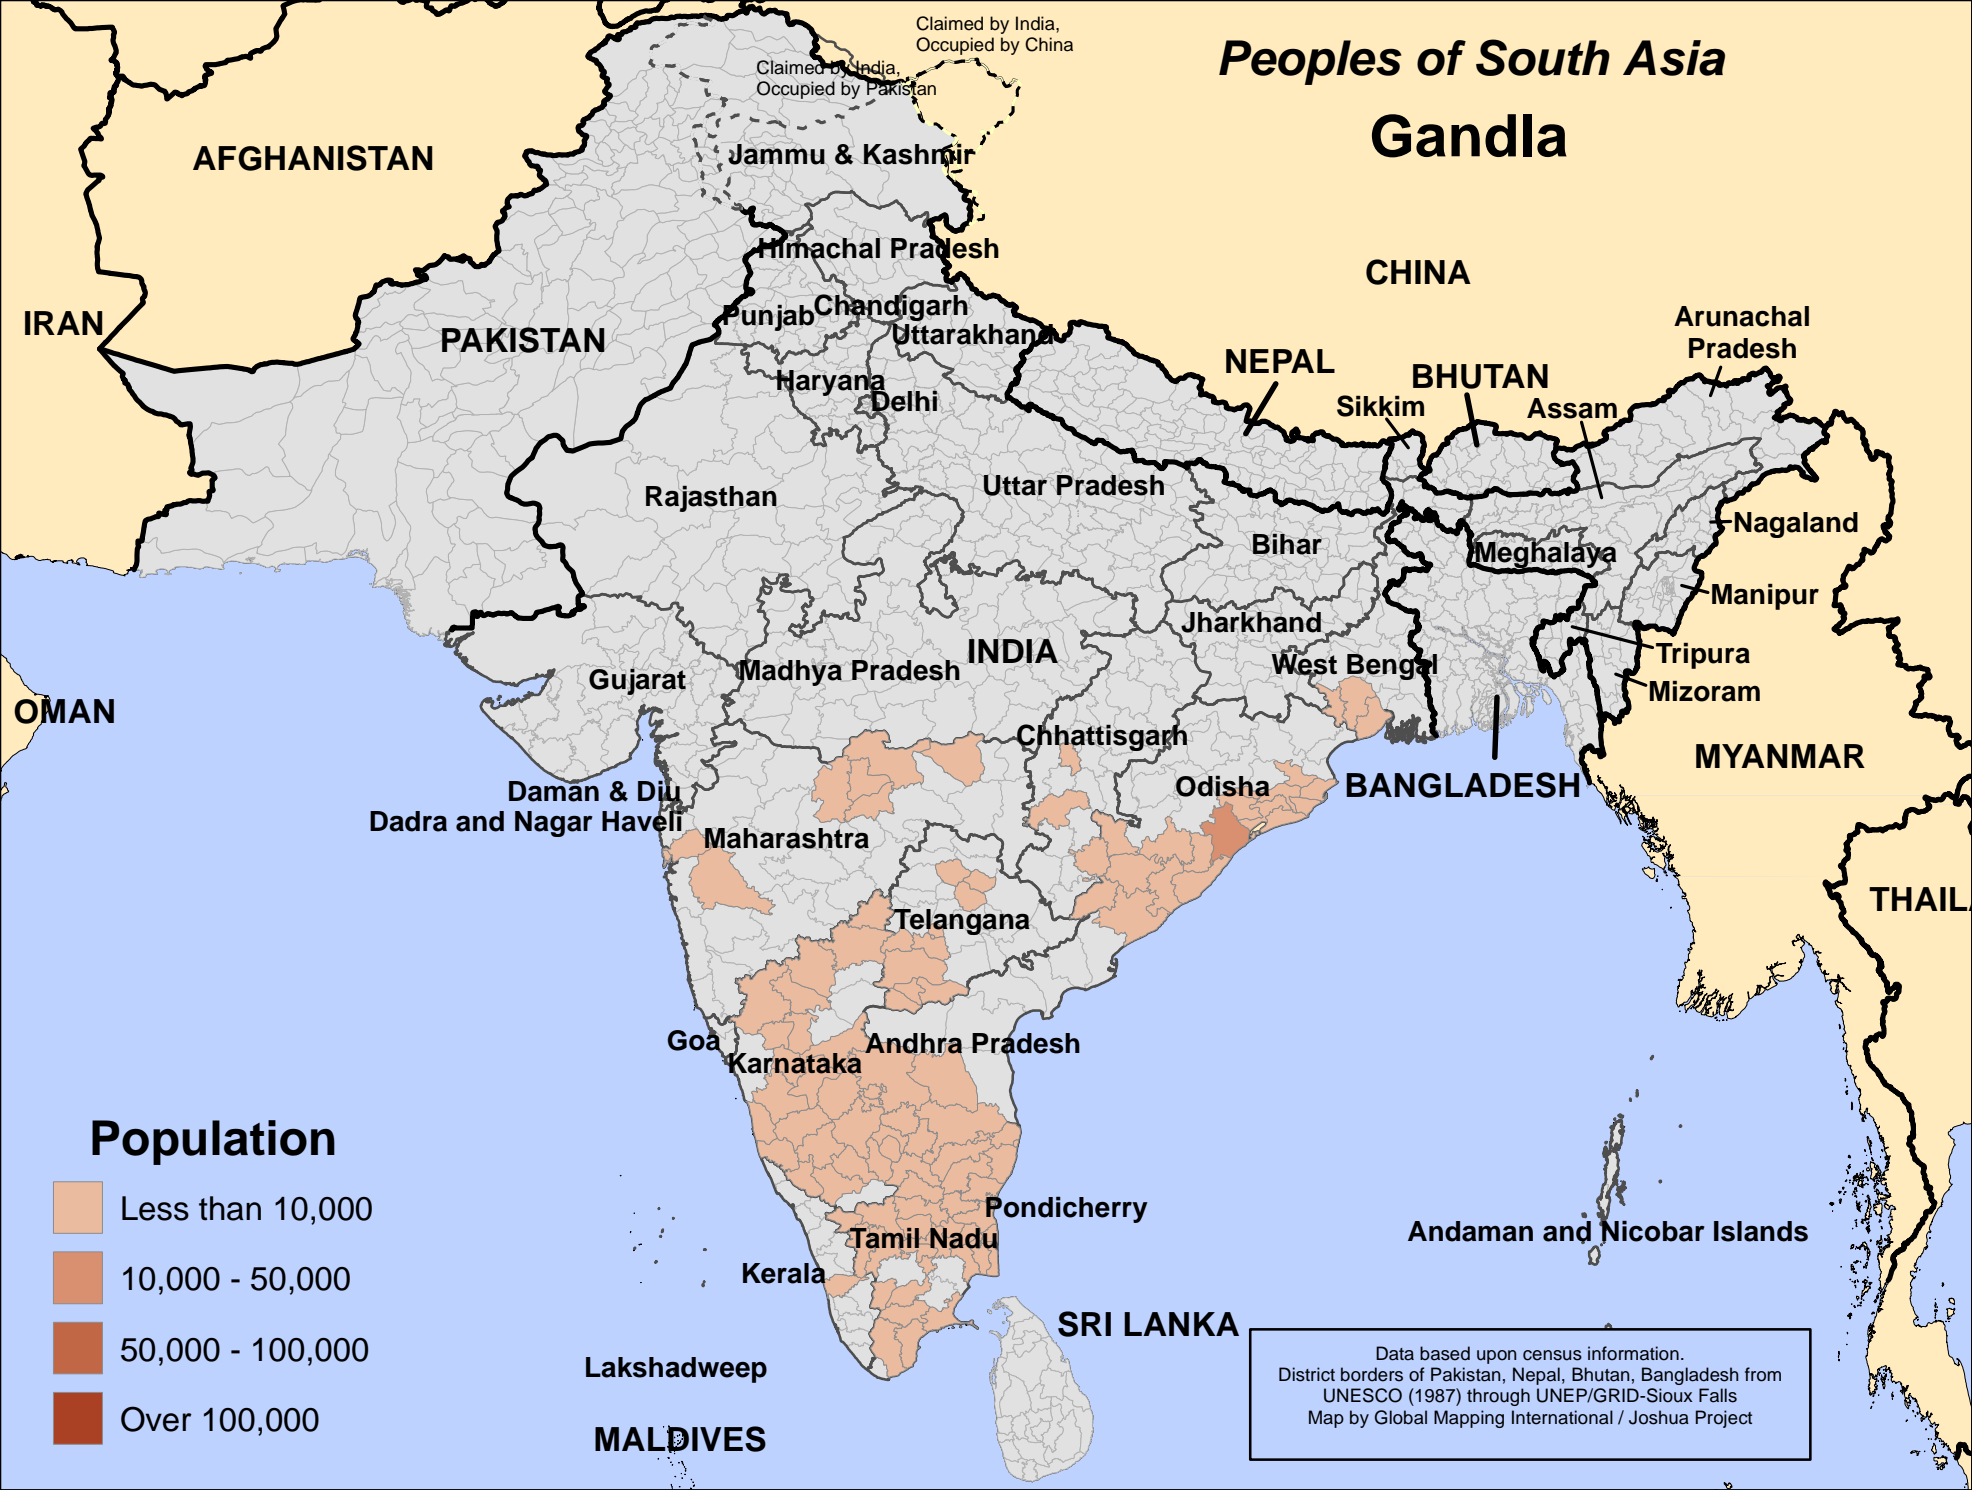 Claimed by India,
Occupied by China
Peoples of South Asia
Gandla
Claimed by India,
Occupied by Pakistan
AFGHANISTAN
Jammu & Kashmir
Himachal Pradesh
CHINA
IRAN
PAKISTAN
Punjab
Chandigarh
Uttarakhand
Arunachal
Pradesh
NEPAL
BHUTAN
Haryana
Delhi
Sikkim
Assam
Rajasthan
Uttar Pradesh
Nagaland
Bihar
Meghalaya
Manipur
Jharkhand
INDIA
Tripura
West Bengal
Madhya Pradesh
Gujarat
Mizoram
OMAN
Chhattisgarh
MYANMAR
Odisha
BANGLADESH
Daman & Diu
Dadra and Nagar Haveli
Maharashtra
THAILA
Telangana
Goa
Andhra Pradesh
Karnataka
Population
Less than 10,000
10,000 - 50,000
50,000 - 100,000
Over 100,000
Pondicherry
Tamil Nadu
Andaman and Nicobar Islands
Kerala
SRI LANKA
Lakshadweep
MALDIVES
Data based upon census information.
District borders of Pakistan, Nepal, Bhutan, Bangladesh from
UNESCO (1987) through UNEP/GRID-Sioux Falls
Map by Global Mapping International / Joshua Project